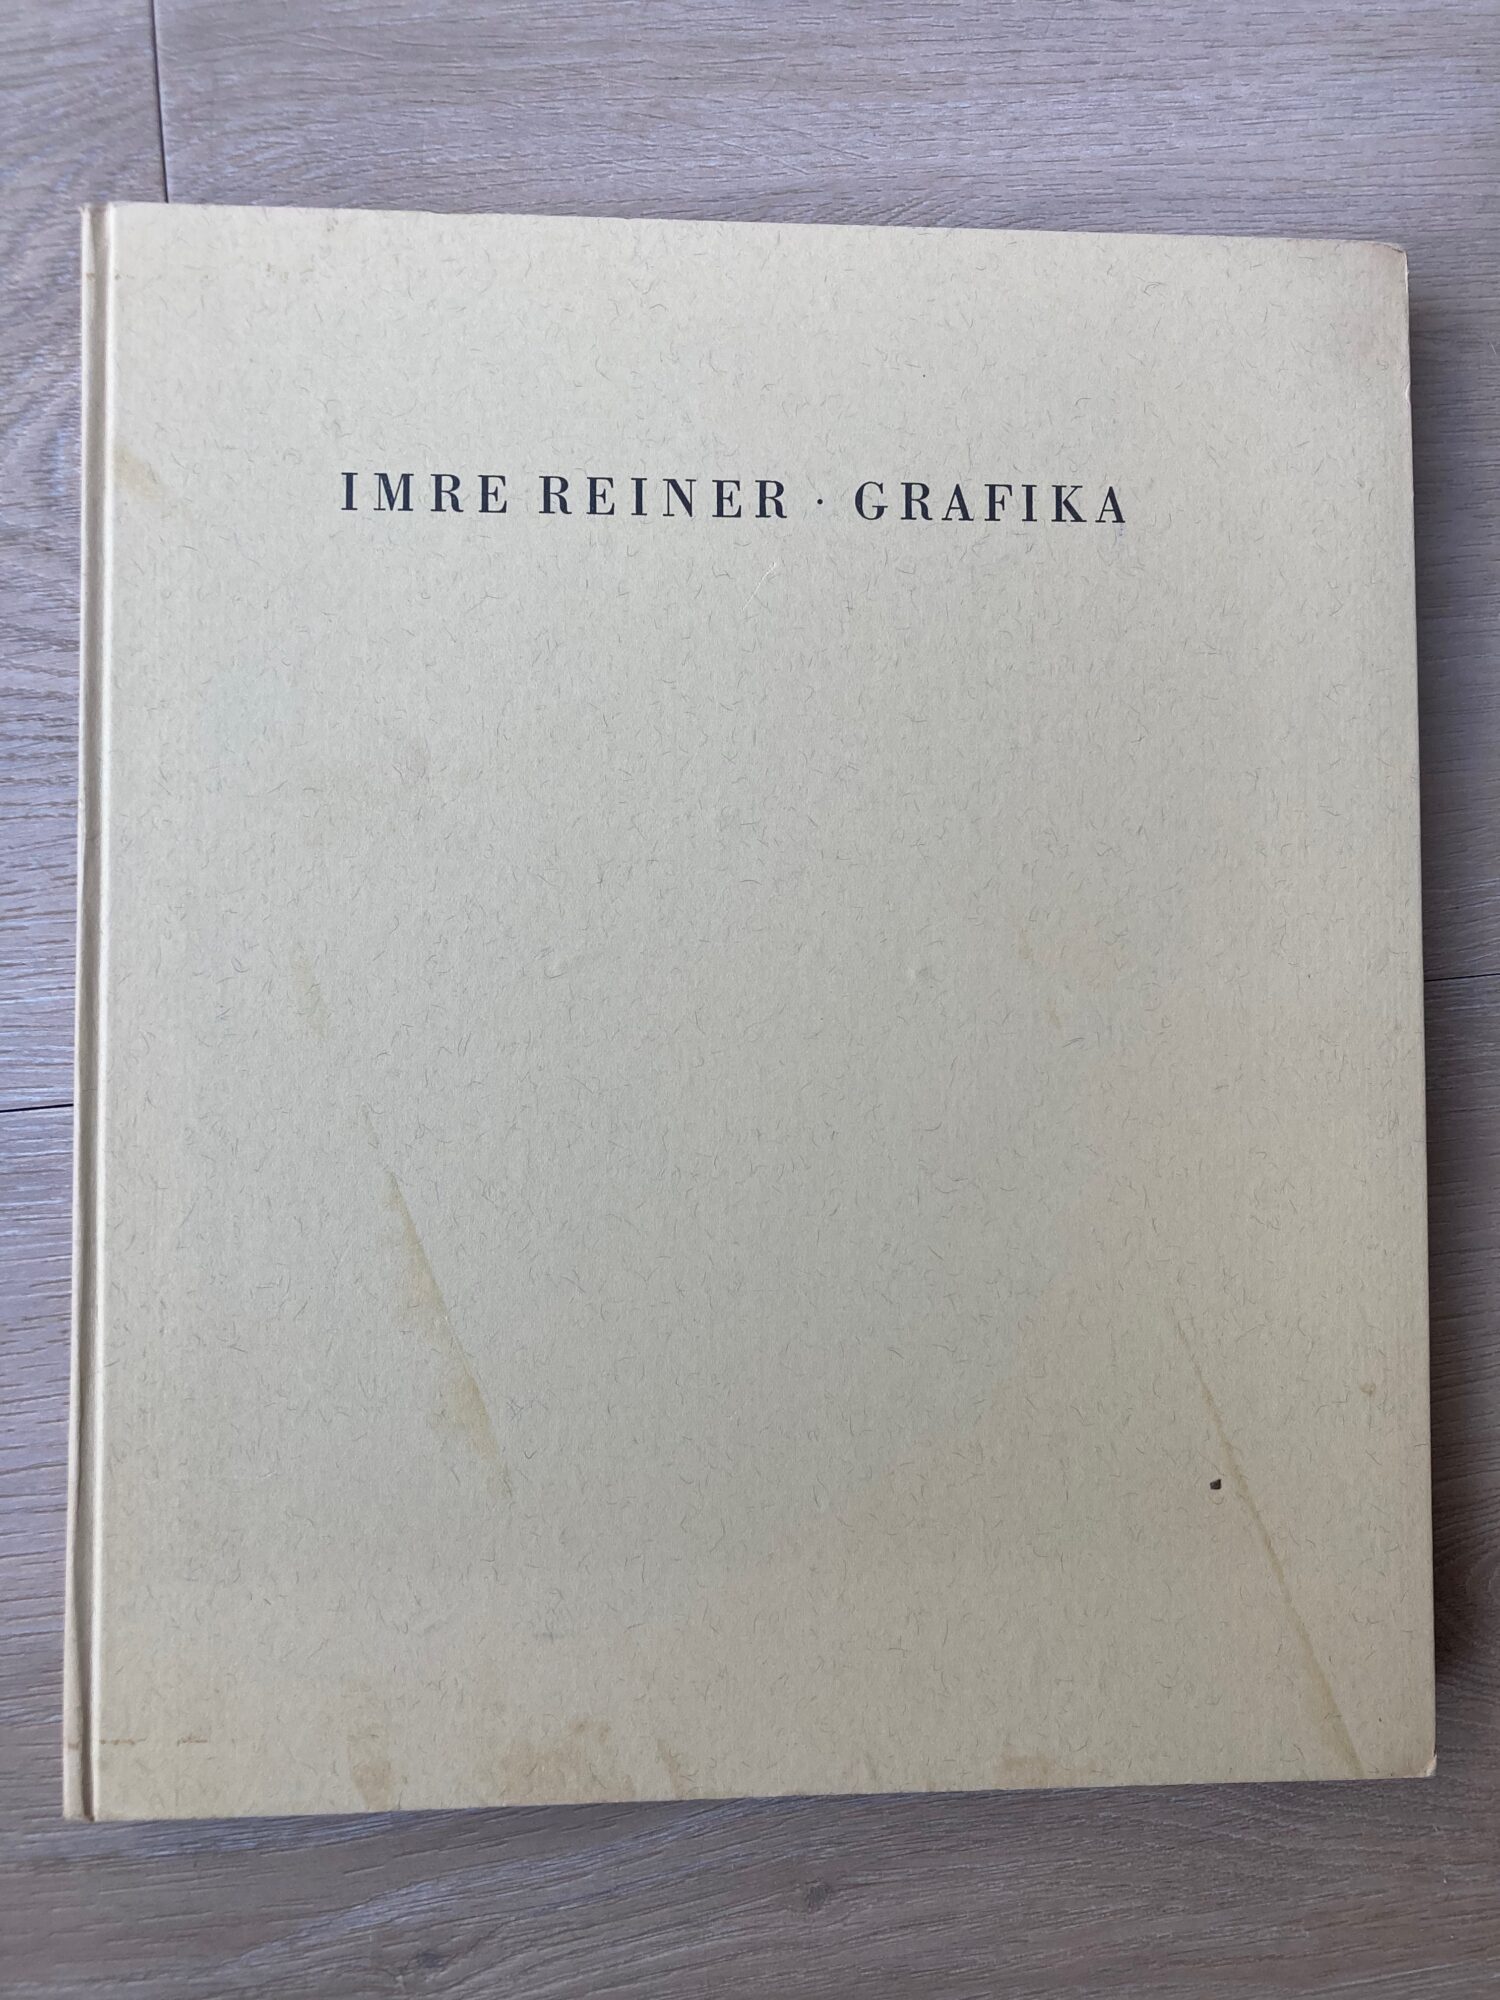 IMRE REINER · GRAFIKA